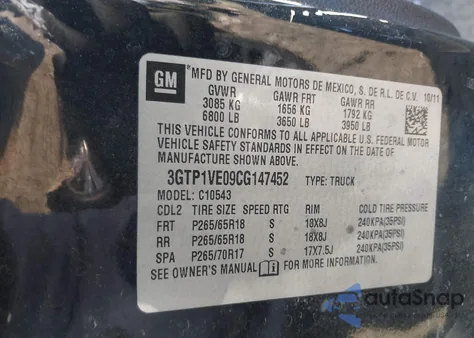 GM
MFD BY GENERAL MOTORS DE MEXICO, S. DE R.L. DE C.V. 10/11
GVWR GAWR FRT GAWR RR
3085 KG 1656 KG 1792 KG
6800 LB 3650 LB 3950 LB
THIS VEHICLE CONFORMS TO ALL APPLICABLE U.S. FEDERAL MOTOR
VEHICLE SAFETY STANDARDS IN EFFECT ON THE DATE OF
MANUFACTURE SHOWN ABOVE.
3GTP1VE09CG147452 TYPE: TRUCK
MODEL: C10543
CDL2 TIRE SIZE SPEED RTG RIM COLD TIRE PRESSURE
FRT P265/65R18 S 18X8J 240KPA(35PSI)
RR P265/65R18 S 18X8J 240KPA(35PSI)
SPA P265/70R17 S 17X7.5J 240KPA(35PSI)
SEE OWNER'S MANUAL FOR MORE INFORMATION.
autoSnap